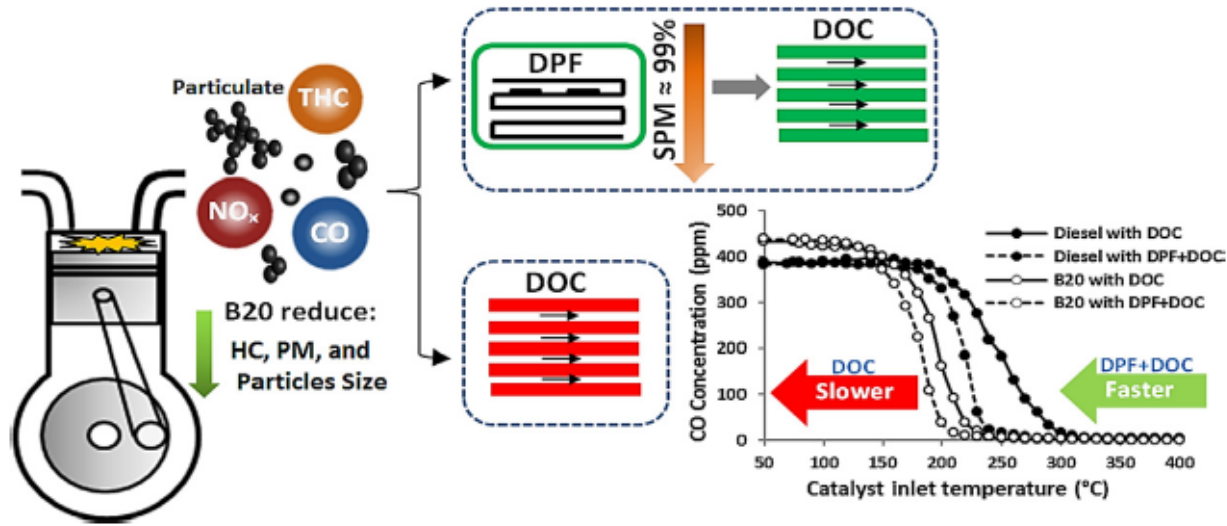 Particulate
THC
NOx
CO
B20 reduce:
HC, PM, and
Particles Size
DPF
SPM ≈ 99%
DOC
DOC
CO Concentration (ppm)
500
400
300
200
100
0
50
100
150
200
250
300
350
400
Catalyst inlet temperature (°C)
Diesel with DOC
Diesel with DPF+DOC
B20 with DOC
B20 with DPF+DOC
DOC
Slower
DPF+DOC
Faster